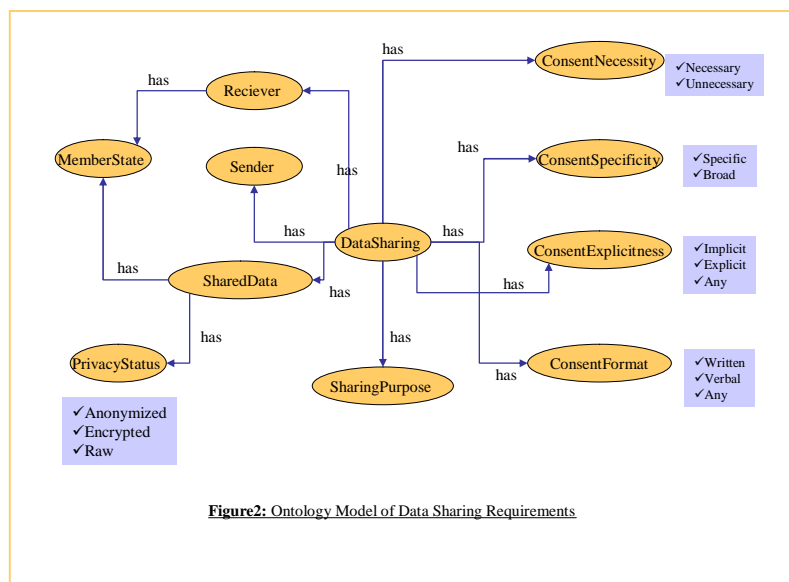 has
ConsentNecessity
✓Necessary
✓Unnecessary
has
Reciever
MemberState
has
Sender
has
ConsentSpecificity
✓Specific
✓Broad
has
has
DataSharing
has
ConsentExplicitness
✓Implicit
✓Explicit
✓Any
has
SharedData
has
has
has
PrivacyStatus
has
SharingPurpose
has
ConsentFormat
✓Written
✓Verbal
✓Any
✓Anonymized
✓Encrypted
✓Raw
Figure2: Ontology Model of Data Sharing Requirements